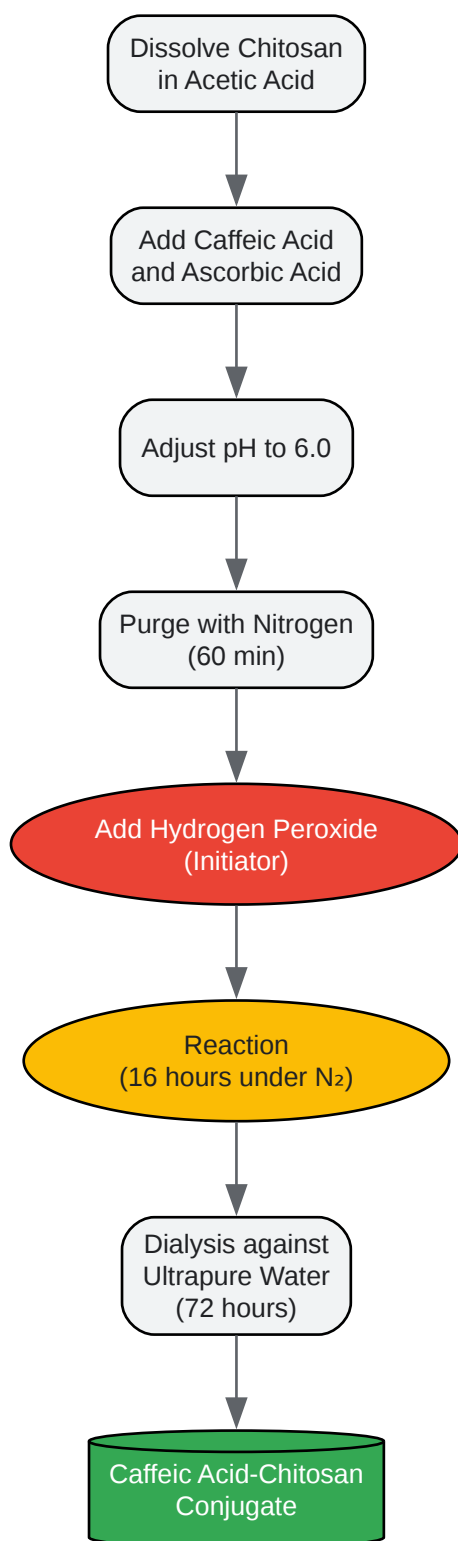 Dissolve Chitosan
in Acetic Acid
Add Caffeic Acid
and Ascorbic Acid
Adjust pH to 6.0
Purge with Nitrogen
(60 min)
Add Hydrogen Peroxide
(Initiator)
Reaction
(16 hours under N₂)
Dialysis against
Ultrapure Water
(72 hours)
Caffeic Acid-Chitosan
Conjugate